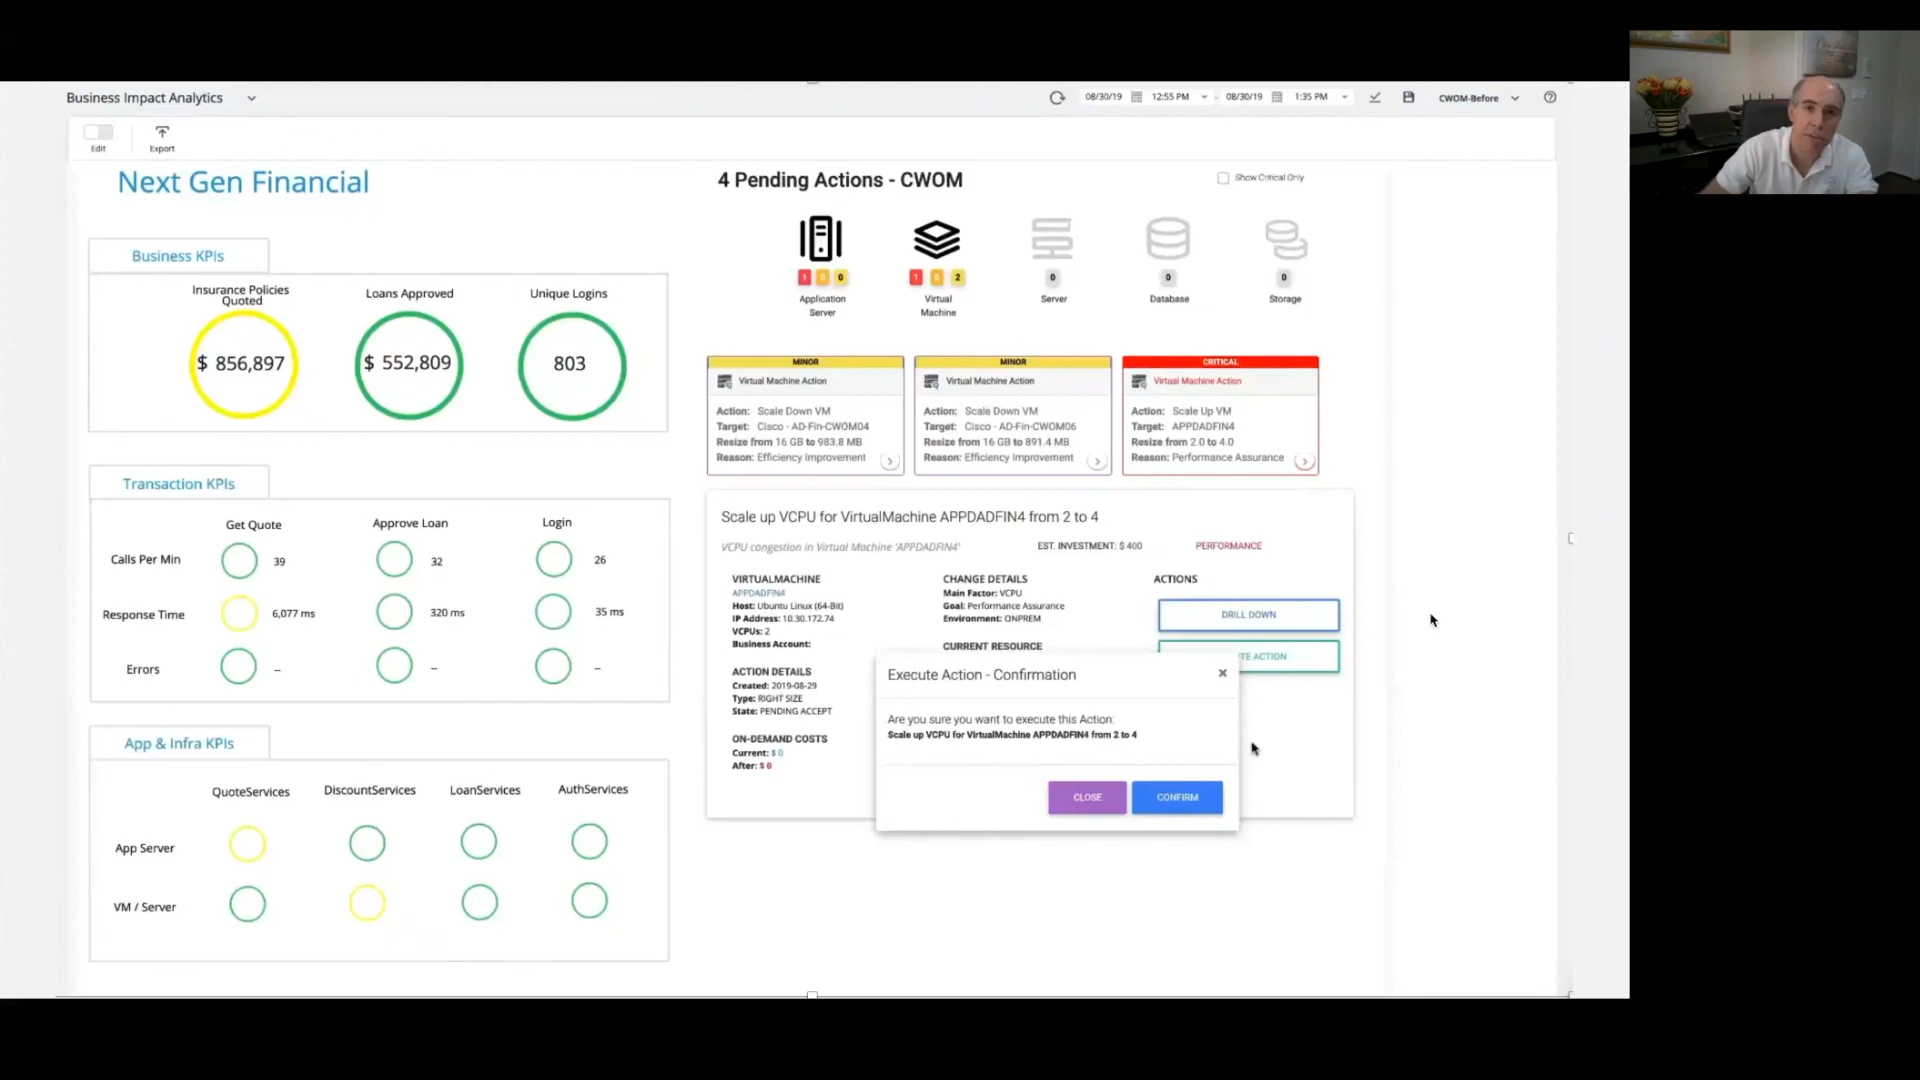 Business Impact Analytics
08/30/19 12:55 PM - 08/30/19 1:35 PM CWOM-Before
Edit
Export
Next Gen Financial
4 Pending Actions - CWOM
Show Critical Only
1 0 0
Application
Server
1 0 2
Virtual
Machine
0
Server
0
Database
0
Storage
Business KPIs
Insurance Policies
Quoted
Loans Approved
Unique Logins
$ 856,897
$ 552,809
803
MINOR
Virtual Machine Action
Action: Scale Down VM
Target: Cisco - AD-Fin-CWOM04
Resize from 16 GB to 983.8 MB
Reason: Efficiency Improvement
MINOR
Virtual Machine Action
Action: Scale Down VM
Target: Cisco - AD-Fin-CWOM06
Resize from 16 GB to 891.4 MB
Reason: Efficiency Improvement
CRITICAL
Virtual Machine Action
Action: Scale Up VM
Target: APPDADFIN4
Resize from 2.0 to 4.0
Reason: Performance Assurance
Transaction KPIs
Get Quote
Approve Loan
Login
Calls Per Min 39 32 26
Response Time 6,077 ms 320 ms 35 ms
Errors – – –
Scale up VCPU for VirtualMachine APPDADFIN4 from 2 to 4
VCPU congestion in Virtual Machine 'APPDADFIN4'
EST. INVESTMENT: $ 400
PERFORMANCE
VIRTUALMACHINE
APPDADFIN4
Host: Ubuntu Linux (64-Bit)
IP Address: 10.30.172.74
VCPUs: 2
Business Account:
ACTION DETAILS
Created: 2019-08-29
Type: RIGHT SIZE
State: PENDING ACCEPT
ON-DEMAND COSTS
Current: $ 0
After: $ 0
CHANGE DETAILS
Main Factor: VCPU
Goal: Performance Assurance
Environment: ONPREM
CURRENT RESOURCE
ACTIONS
DRILL DOWN
TE ACTION
Execute Action - Confirmation
Are you sure you want to execute this Action:
Scale up VCPU for VirtualMachine APPDADFIN4 from 2 to 4
CLOSE
CONFIRM
App & Infra KPIs
QuoteServices
DiscountServices
LoanServices
AuthServices
App Server
VM / Server